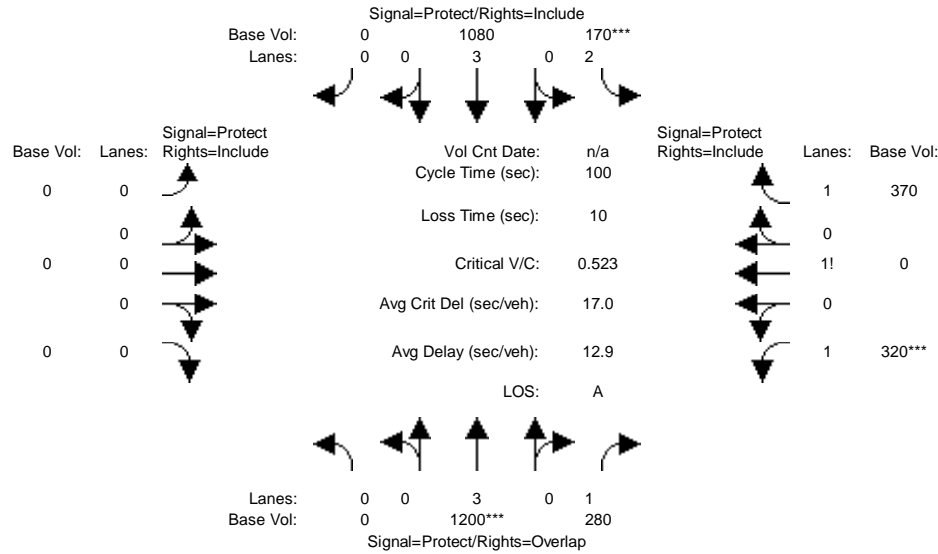 Signal=Protect/Rights=Include
Base Vol: 0 1080 170***
Lanes: 0 0 3 0 2
Signal=Protect Signal=Protect
Base Vol: Lanes: Rights=Include Vol Cnt Date: n/a Rights=Include Lanes: Base Vol:
Cycle Time (sec): 100
0 0 1 370
Loss Time (sec): 10
0 0
0 0 Critical V/C: 0.523 1! 0
0 Avg Crit Del (sec/veh): 17.0 0
0 0 Avg Delay (sec/veh): 12.9 1 320***
LOS: A
Lanes: 0 0 3 0 1
Base Vol: 0 1200*** 280
Signal=Protect/Rights=Overlap